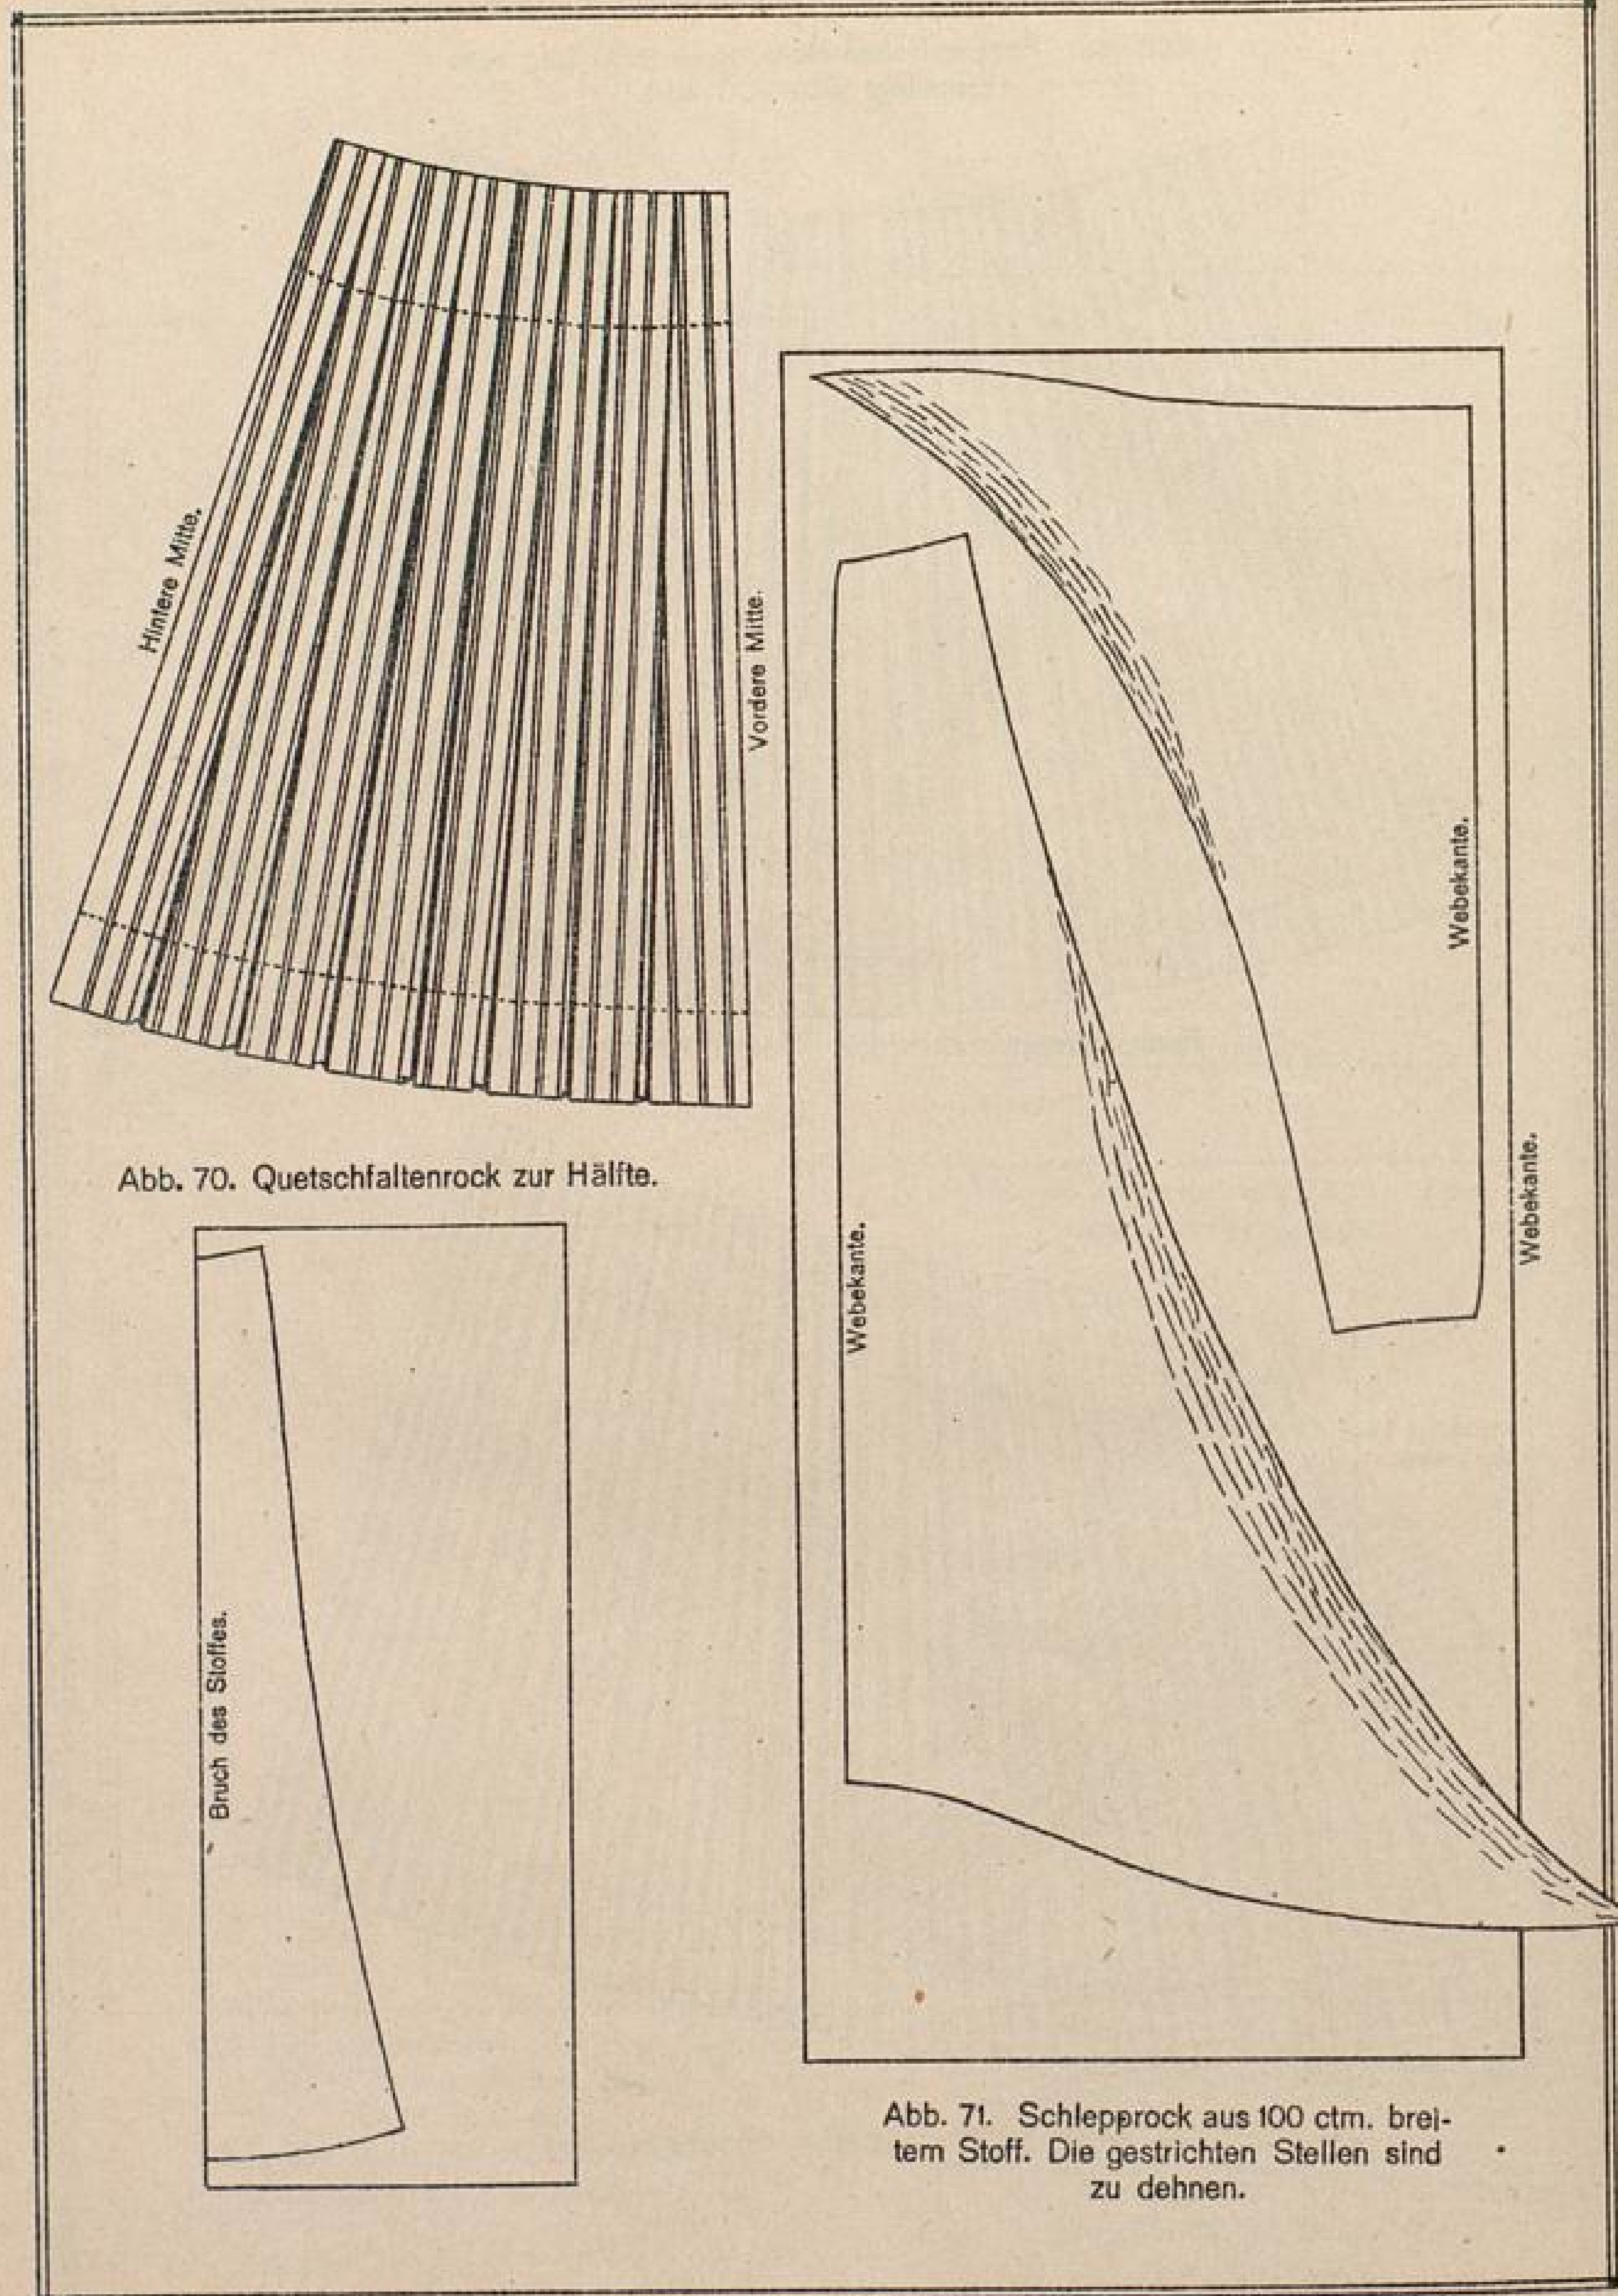 Hintere Mitte.
Vordere Mitte.
Abb. 70. Quetschfaltenrock zur Hälfte.
Webekante.
Webekante.
Webekante.
Bruch des Stoffes.
Abb. 71. Schlepprock aus 100 ctm. brei-
tem Stoff. Die gestrichten Stellen sind
zu dehnen.